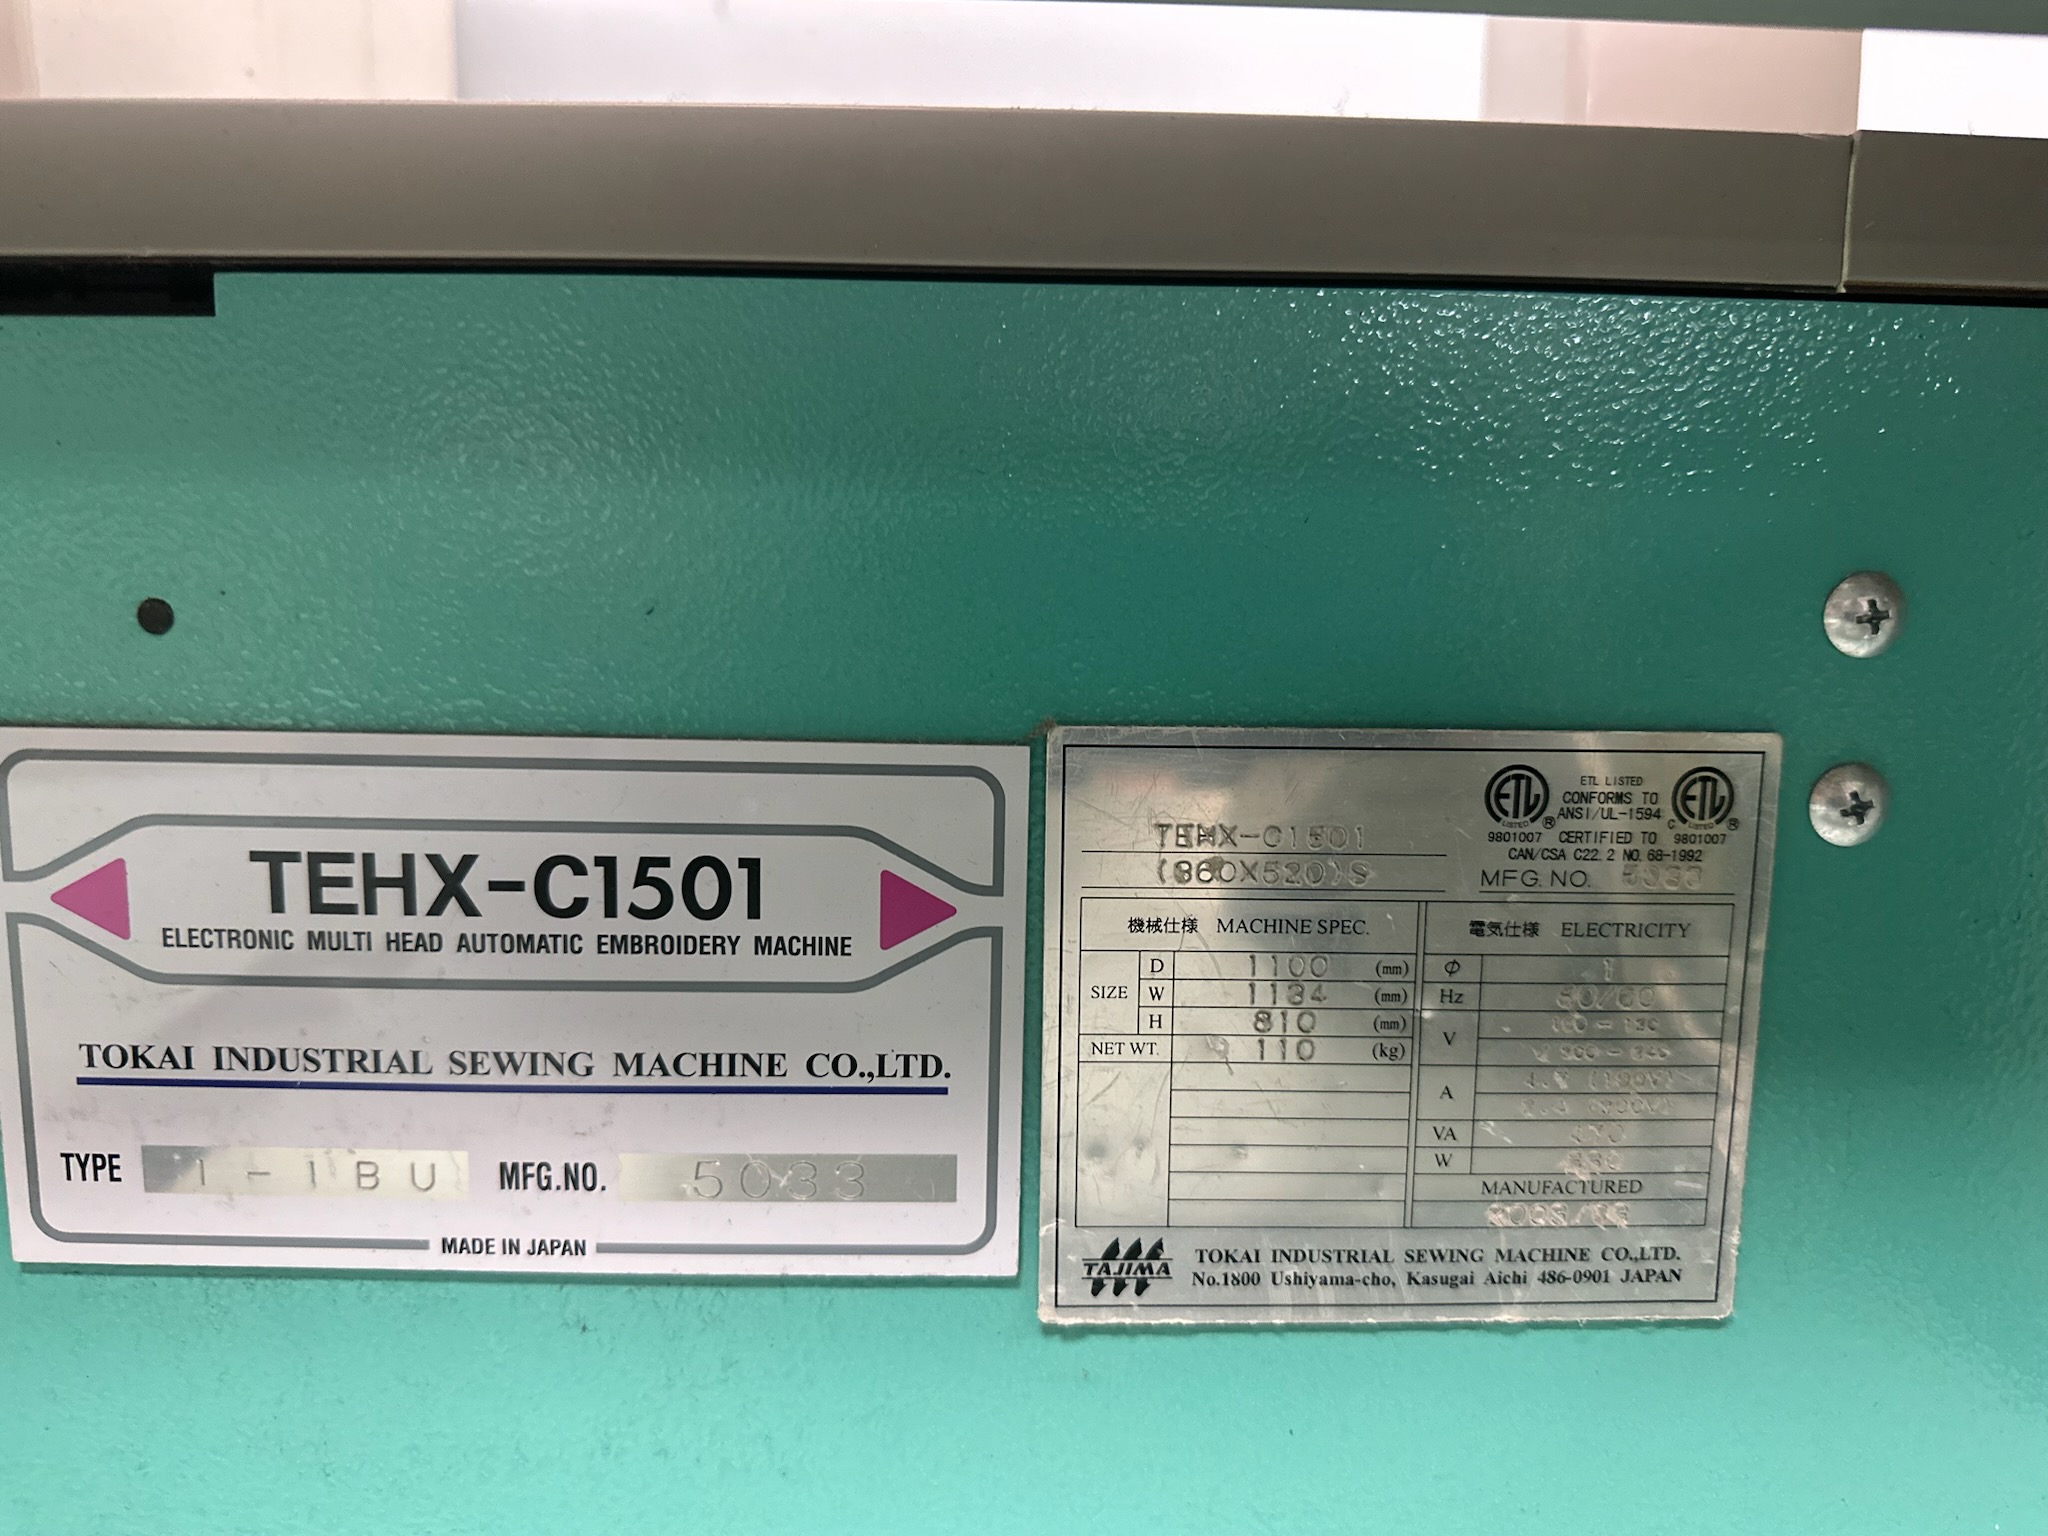 TEHX-C1501
ELECTRONIC MULTI HEAD AUTOMATIC EMBROIDERY MACHINE
TOKAI INDUSTRIAL SEWING MACHINE CO.,LTD.
TYPE 1-1BU MFG.NO. 5033
MADE IN JAPAN
TEHX-C1501
(360X520)S
ETL LISTED
CONFORMS TO
ANSI/UL-1594
9801007 CERTIFIED TO 9801007
CAN/CSA C22.2 NO.68-1992
MFG.NO. 5033
機械仕様 MACHINE SPEC.
SIZE
D 1100 (mm)
W 1134 (mm)
H 810 (mm)
NET WT. 110 (kg)
電気仕様 ELECTRICITY
Φ 1
Hz 50/60
V
A
VA
W
MANUFACTURED
TAJIMA
TOKAI INDUSTRIAL SEWING MACHINE CO.,LTD.
No.1800 Ushiyama-cho, Kasugai Aichi 486-0901 JAPAN